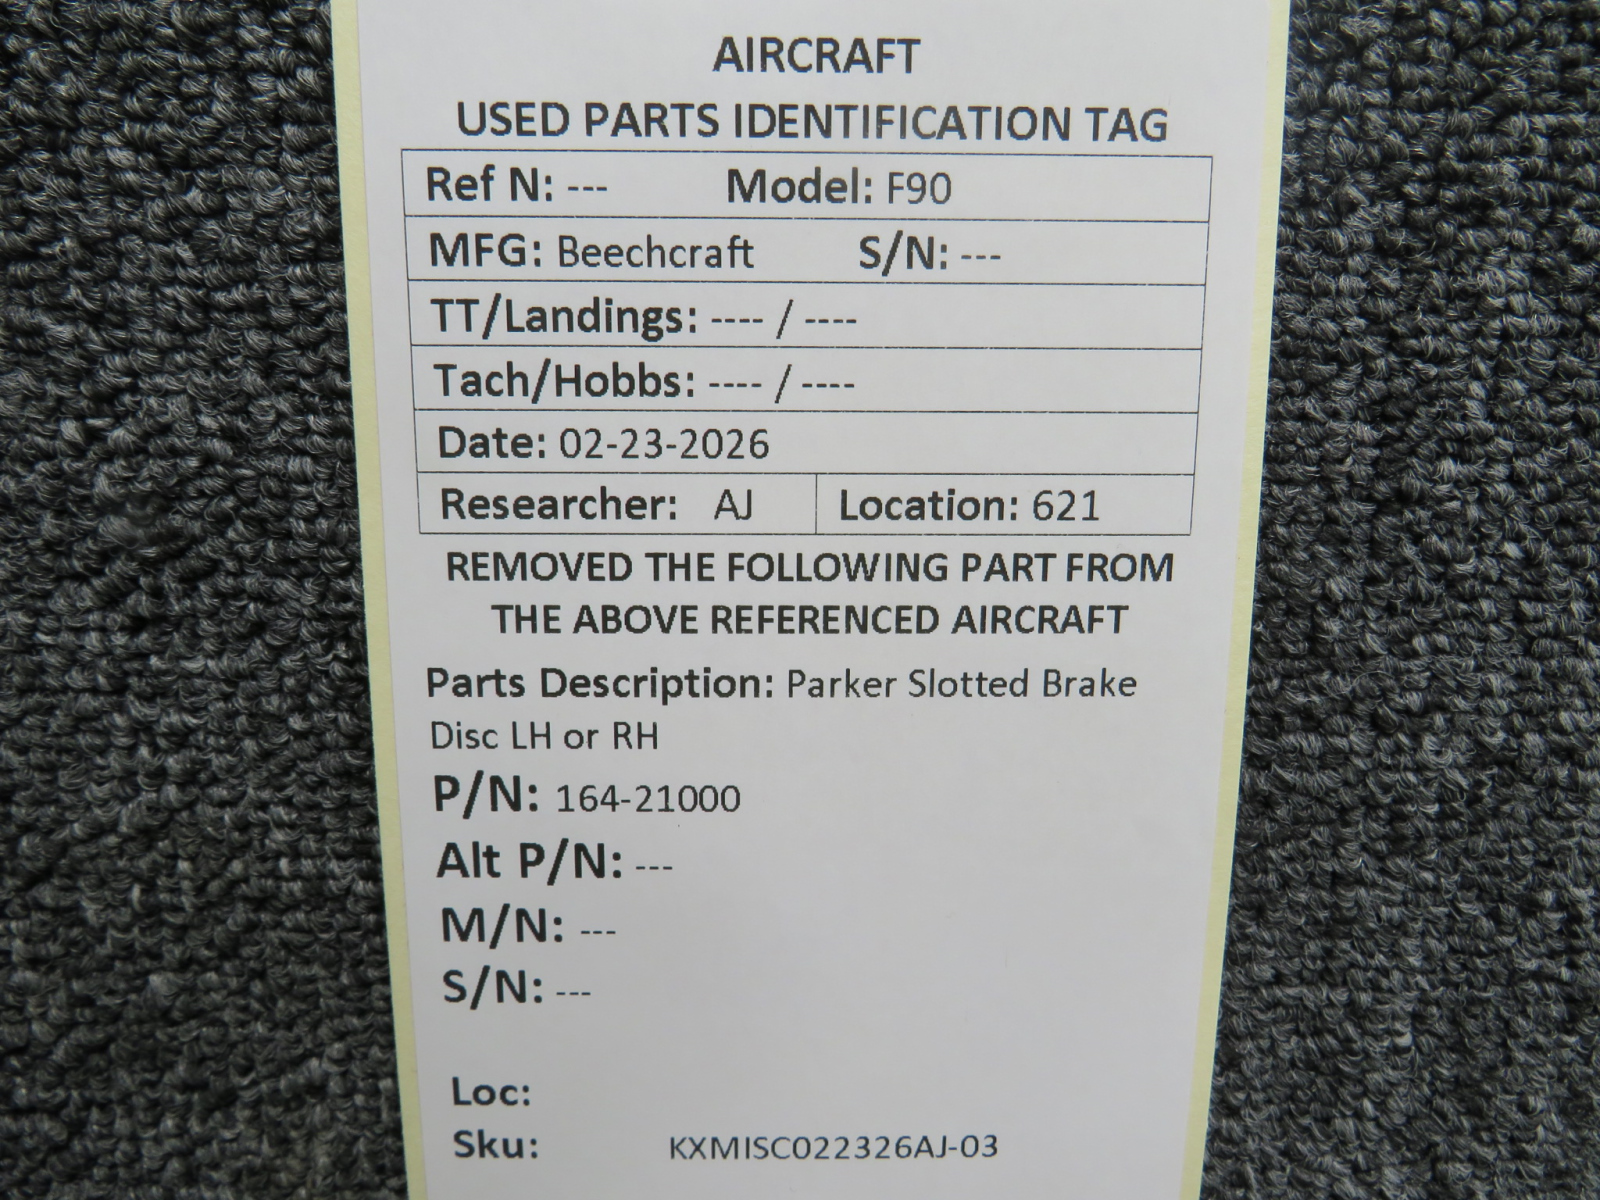 AIRCRAFT
USED PARTS IDENTIFICATION TAG
Ref N: --- Model: F90
MFG: Beechcraft S/N: ---
TT/Landings: ---- / ----
Tach/Hobbs: ---- / ----
Date: 02-23-2026
Researcher: AJ Location: 621
REMOVED THE FOLLOWING PART FROM
THE ABOVE REFERENCED AIRCRAFT
Parts Description: Parker Slotted Brake
Disc LH or RH
P/N: 164-21000
Alt P/N: ---
M/N: ---
S/N: ---
Loc:
Sku: KXMISC022326AJ-03